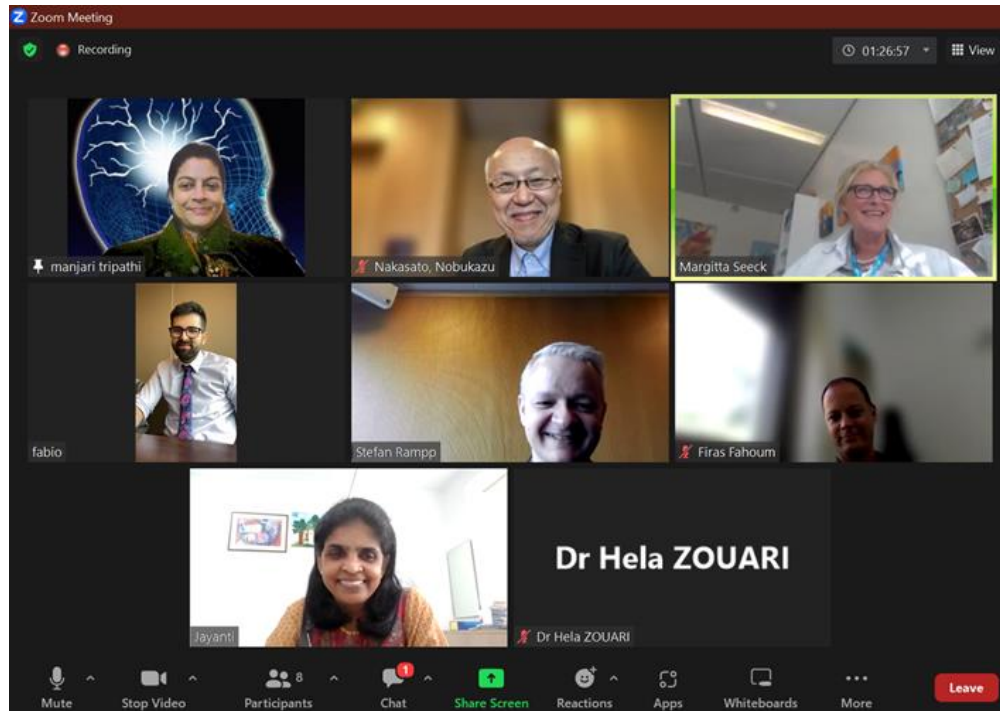 Zoom Meeting
Recording
01:26:57
View
manjari tripathi
Nakasato, Nobukazu
Margitta Seeck
fabio
Stefan Rampp
Firas Fahoum
Jayanti
Dr Hela ZOUARI
Dr Hela ZOUARI
Mute
Stop Video
8
Participants
1
Chat
Share Screen
Reactions
Apps
Whiteboards
More
Leave